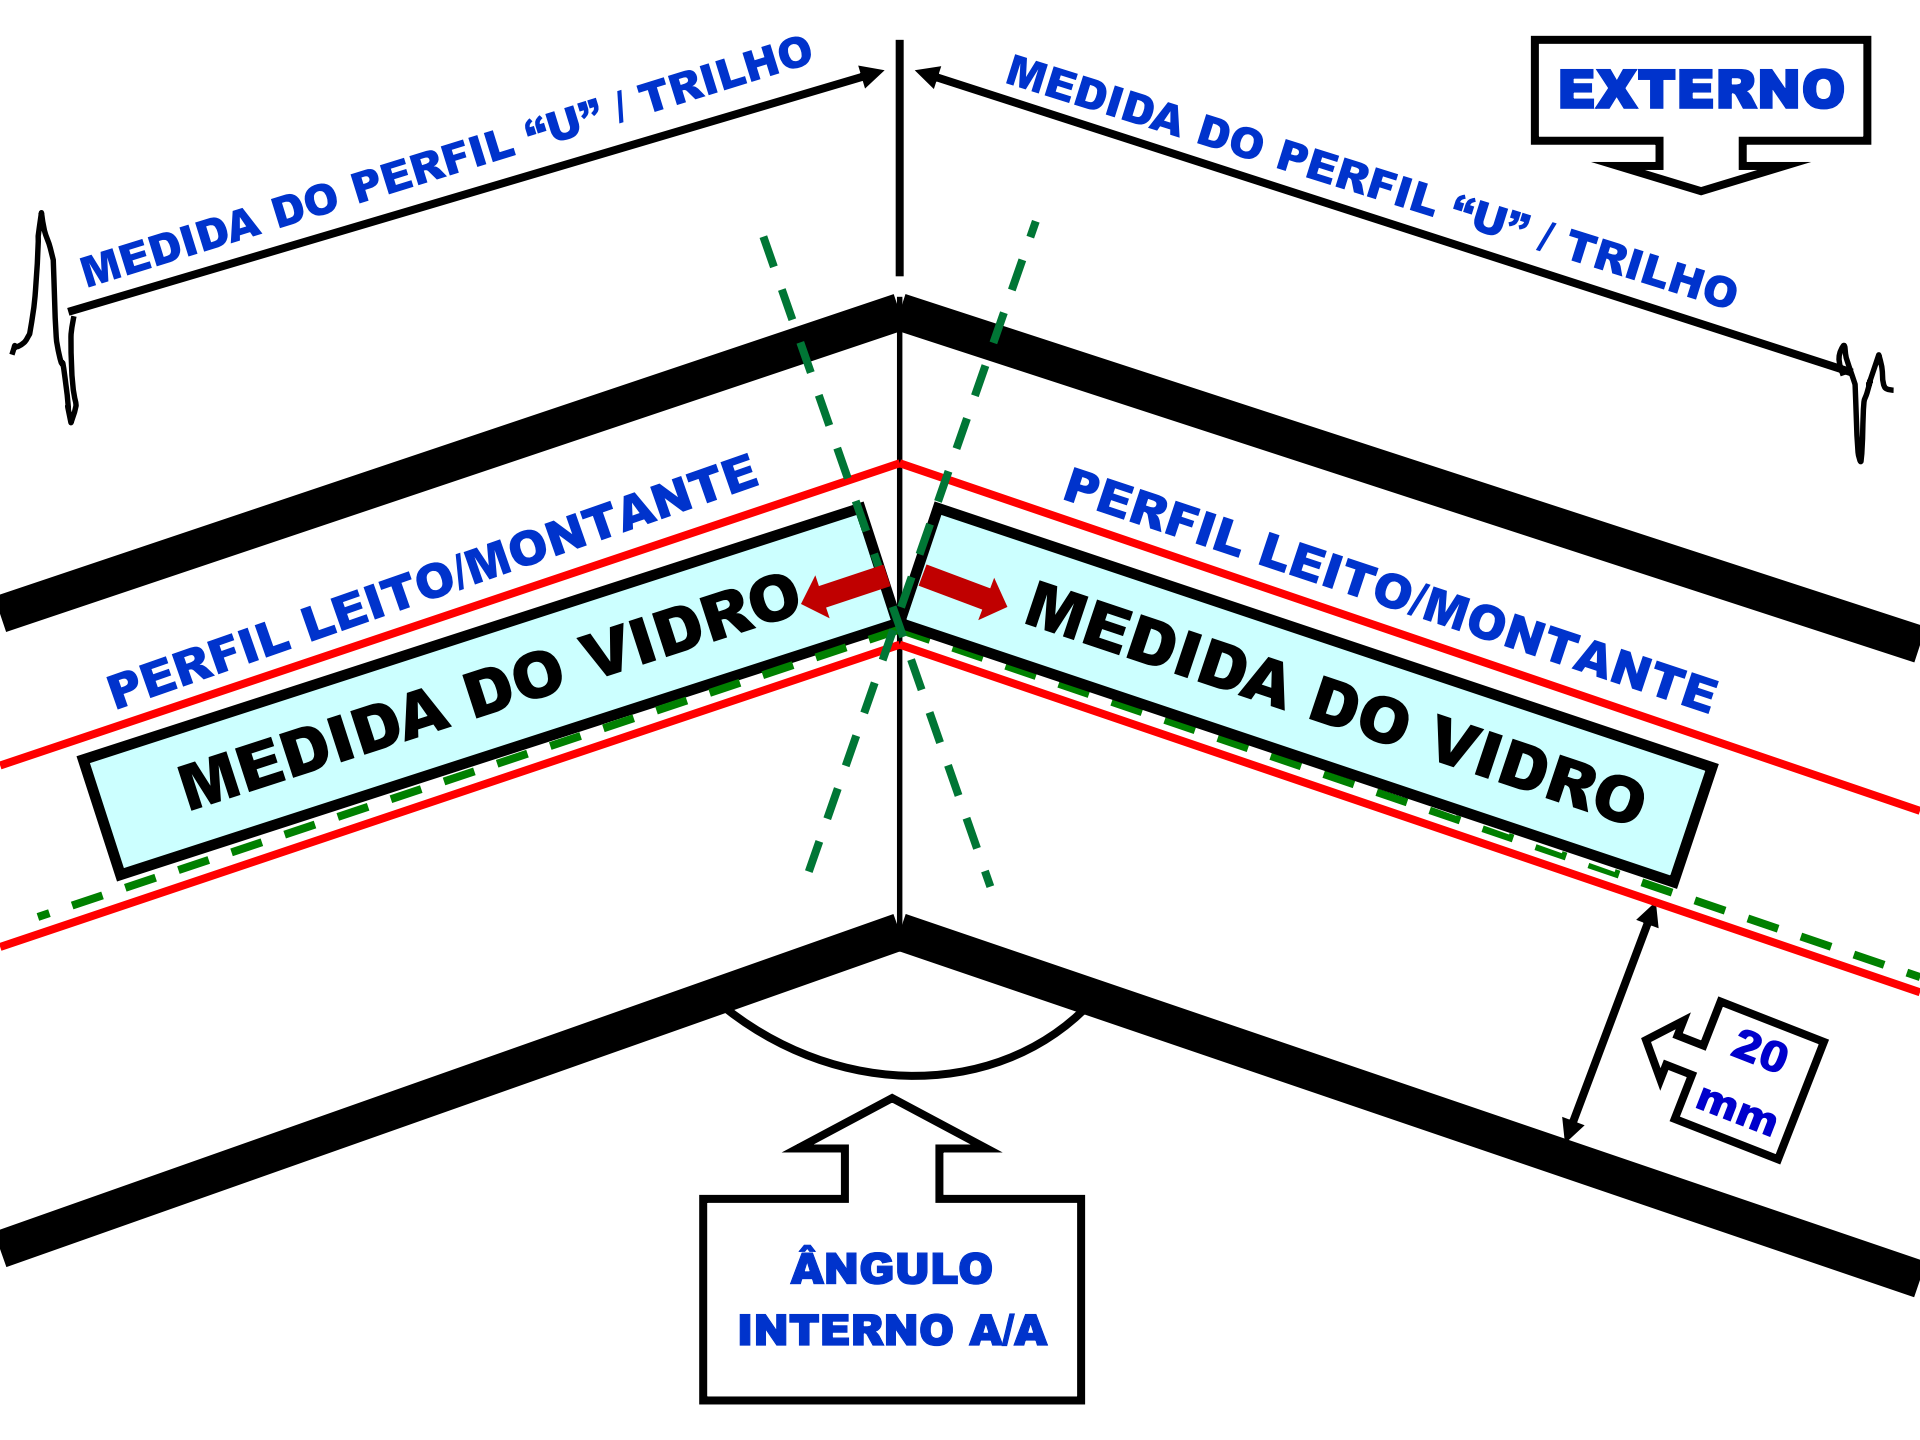 MEDIDA DO PERFIL “U” / TRILHO
MEDIDA DO PERFIL “U” / TRILHO
EXTERNO
PERFIL LEITO/MONTANTE
PERFIL LEITO/MONTANTE
MEDIDA DO VIDRO
MEDIDA DO VIDRO
20
mm
ÂNGULO
INTERNO A/A